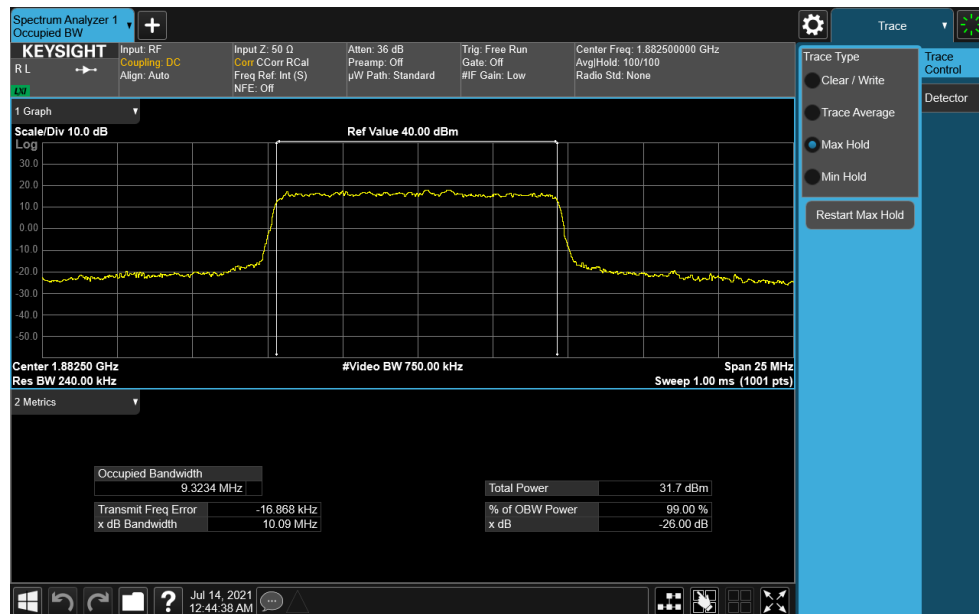 Spectrum Analyzer 1
Occupied BW
Trace
KEYSIGHT
R L
LXI
Input: RF
Coupling: DC
Align: Auto
Input Z: 50 Ω
Corr CCorr RCal
Freq Ref: Int (S)
NFE: Off
Atten: 36 dB
Preamp: Off
µW Path: Standard
Trig: Free Run
Gate: Off
#IF Gain: Low
Center Freq: 1.882500000 GHz
Avg|Hold: 100/100
Radio Std: None
Trace Type
Clear / Write
Trace Average
Max Hold
Min Hold
Restart Max Hold
Trace
Control
Detector
1 Graph
Scale/Div 10.0 dB
Ref Value 40.00 dBm
Log
30.0
20.0
10.0
0.00
-10.0
-20.0
-30.0
-40.0
-50.0
Center 1.88250 GHz
#Video BW 750.00 kHz
Span 25 MHz
Res BW 240.00 kHz
Sweep 1.00 ms (1001 pts)
2 Metrics
Occupied Bandwidth
9.3234 MHz
Total Power 31.7 dBm
Transmit Freq Error -16.868 kHz
% of OBW Power 99.00 %
x dB Bandwidth 10.09 MHz
x dB -26.00 dB
?
Jul 14, 2021
12:44:38 AM